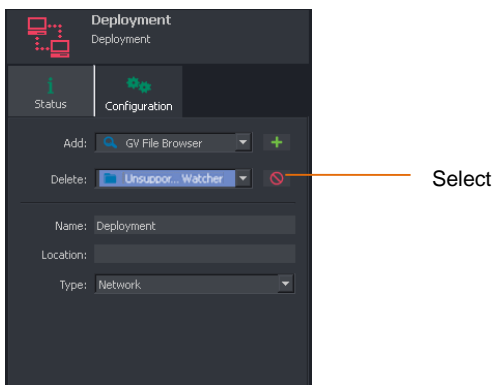 Deployment
Deployment
Status
Configuration
Add: GV File Browser
Delete: Unsuppor... Watcher
Select
Name: Deployment
Location:
Type: Network